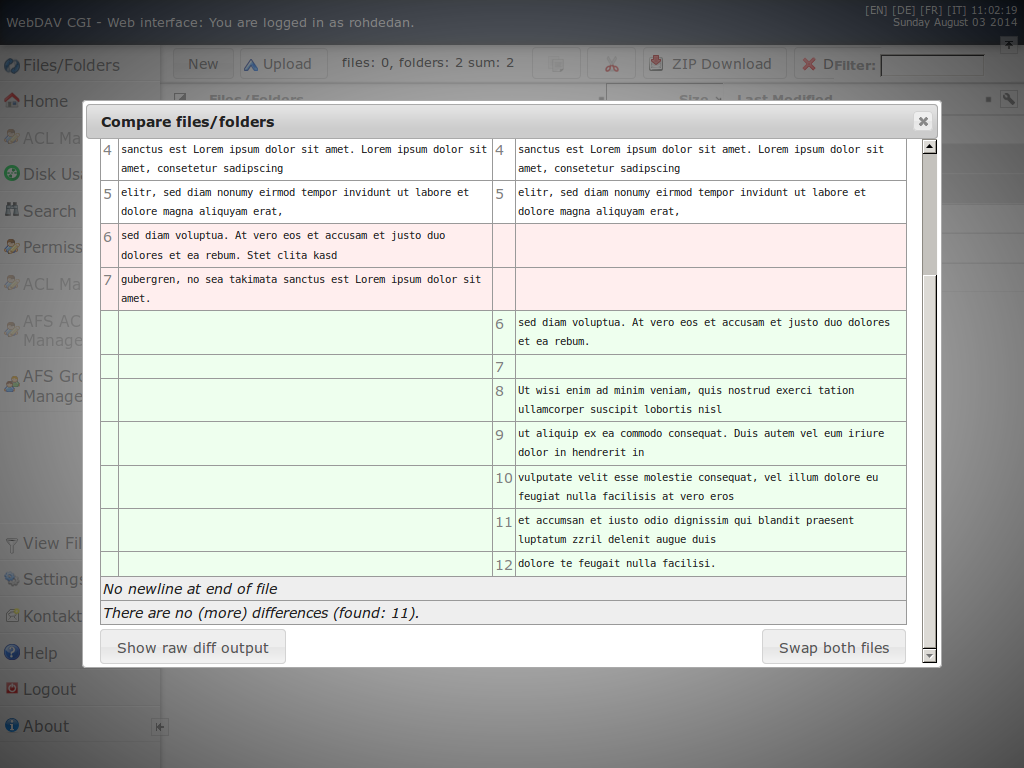 WebDAV CGI - Web interface: You are logged in as rohdedan.
[EN] [DE] [FR] [IT] 11:02:19
Sunday August 03 2014
Files/Folders
New
Upload
files: 0, folders: 2 sum: 2
ZIP Download
D
Filter:
Home
Files/Folders
Size
Last Modified
ACL Ma
Disk Us
Search
Permiss
ACL Ma
AFS AC
Manage
AFS Gro
Manage
View Fil
Settings
Kontakt
Help
Logout
About
Compare files/folders
4 sanctus est Lorem ipsum dolor sit amet. Lorem ipsum dolor sit 4 sanctus est Lorem ipsum dolor sit amet. Lorem ipsum dolor sit
amet, consetetur sadipscing amet, consetetur sadipscing
5 elitr, sed diam nonumy eirmod tempor invidunt ut labore et 5 elitr, sed diam nonumy eirmod tempor invidunt ut labore et
dolore magna aliquyam erat, dolore magna aliquyam erat,
6 sed diam voluptua. At vero eos et accusam et justo duo
dolores et ea rebum. Stet clita kasd
7 gubergren, no sea takimata sanctus est Lorem ipsum dolor sit
amet.
6 sed diam voluptua. At vero eos et accusam et justo duo dolores
et ea rebum.
7
8 Ut wisi enim ad minim veniam, quis nostrud exerci tation
ullamcorper suscipit lobortis nisl
9 ut aliquip ex ea commodo consequat. Duis autem vel eum iriure
dolor in hendrerit in
10 vulputate velit esse molestie consequat, vel illum dolore eu
feugiat nulla facilisis at vero eros
11 et accumsan et iusto odio dignissim qui blandit praesent
luptatum zzril delenit augue duis
12 dolore te feugait nulla facilisi.
No newline at end of file
There are no (more) differences (found: 11).
Show raw diff output
Swap both files